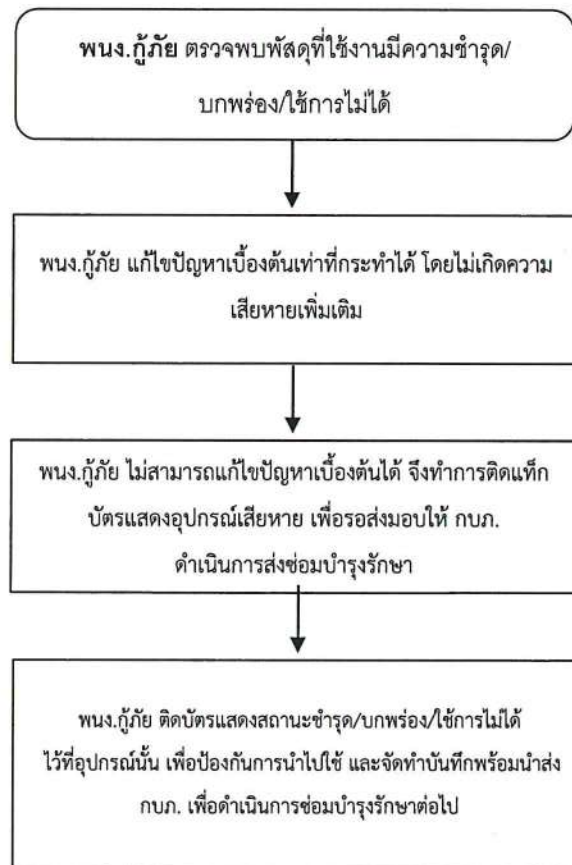 พนง.กู้ภัย ตรวจพบพัสดุที่ใช้งานมีความชำรุด/
บกพร่อง/ใช้การไม่ได้
พนง.กู้ภัย แก้ไขปัญหาเบื้องต้นเท่าที่กระทำได้ โดยไม่เกิดความ
เสียหายเพิ่มเติม
พนง.กู้ภัย ไม่สามารถแก้ไขปัญหาเบื้องต้นได้ จึงทำการติดแท็ก
บัตรแสดงอุปกรณ์เสียหาย เพื่อรอส่งมอบให้ กบภ.
ดำเนินการส่งซ่อมบำรุงรักษา
พนง.กู้ภัย ติดบัตรแสดงสถานะชำรุด/บกพร่อง/ใช้การไม่ได้
ไว้ที่อุปกรณ์นั้น เพื่อป้องกันการนำไปใช้ และจัดทำบันทึกพร้อมนำส่ง
กบภ. เพื่อดำเนินการซ่อมบำรุงรักษาต่อไป